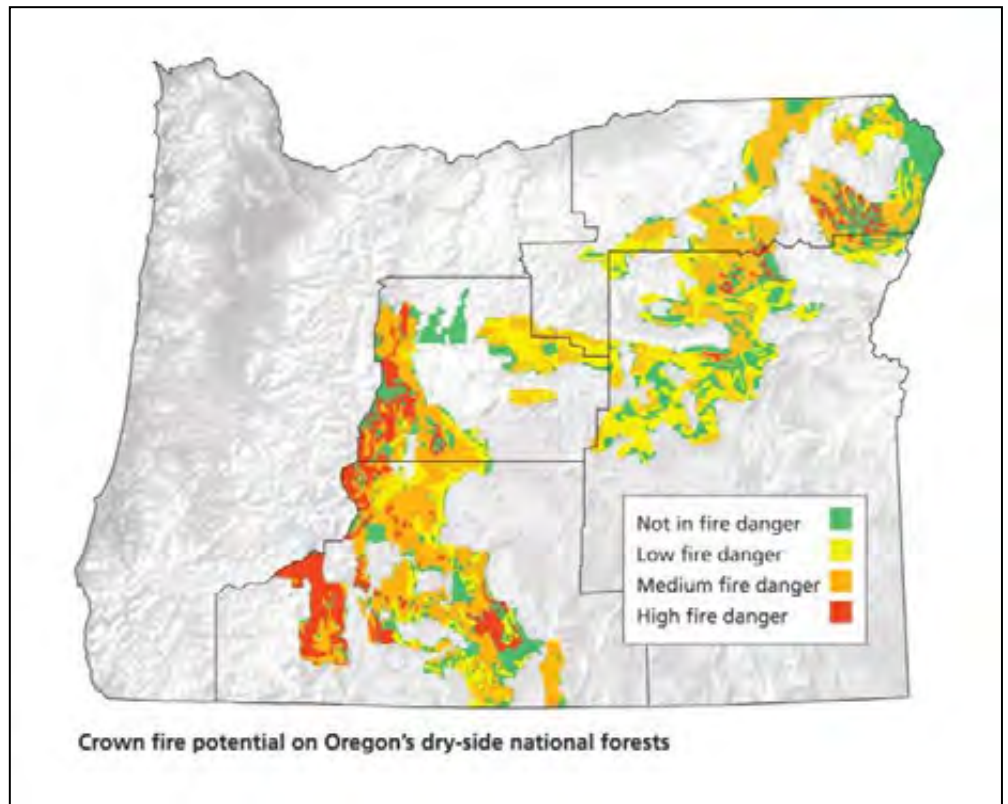 Not in fire danger
Low fire danger
Medium fire danger
High fire danger
Crown fire potential on Oregon's dry-side national forests